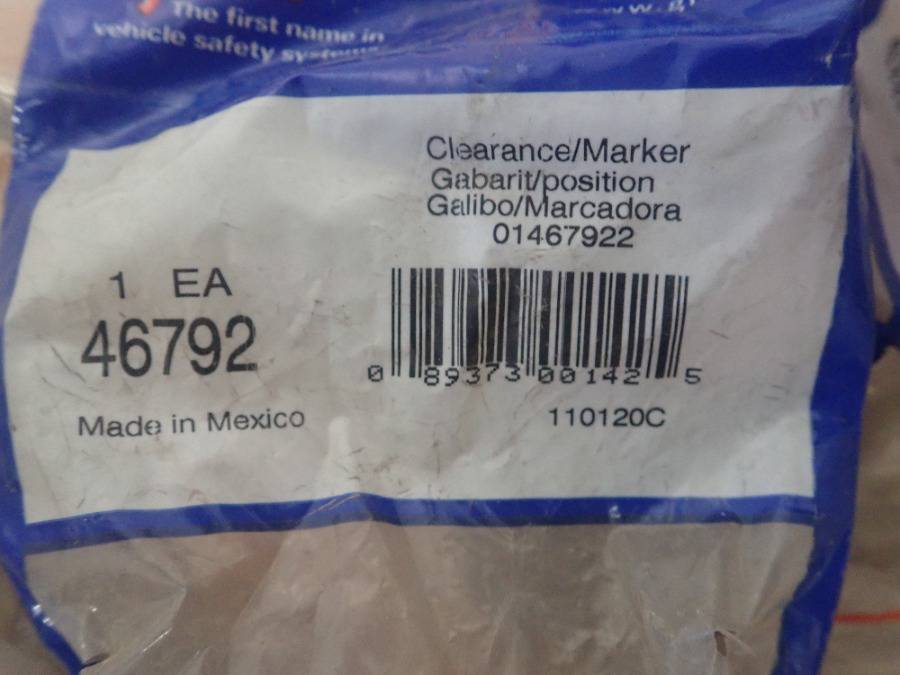 The first name in
vehicle safety systems
Clearance/Marker
Gabarit/position
Galibo/Marcadora
01467922
1 EA
46792
0 89373 00142 5
Made in Mexico
110120C